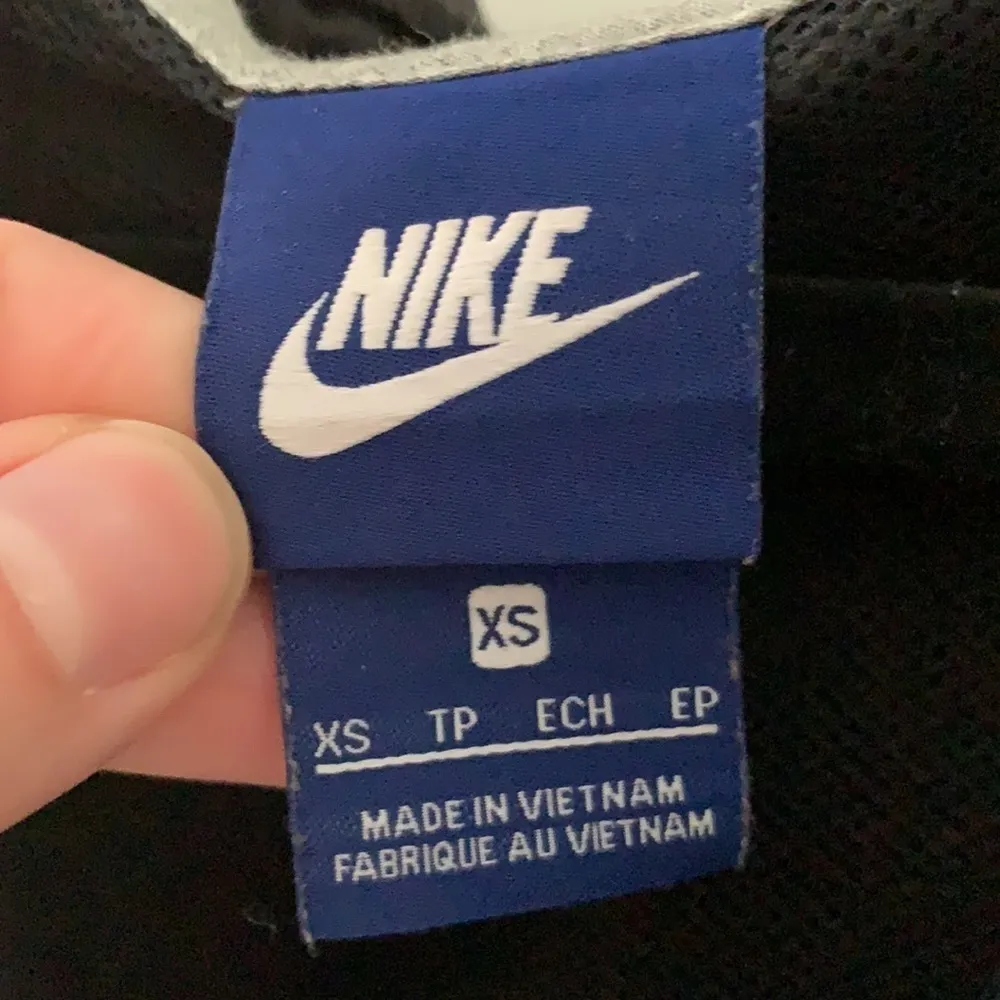 NIKE
XS
XS TP ECH EP
MADE IN VIETNAM
FABRIQUE AU VIETNAM